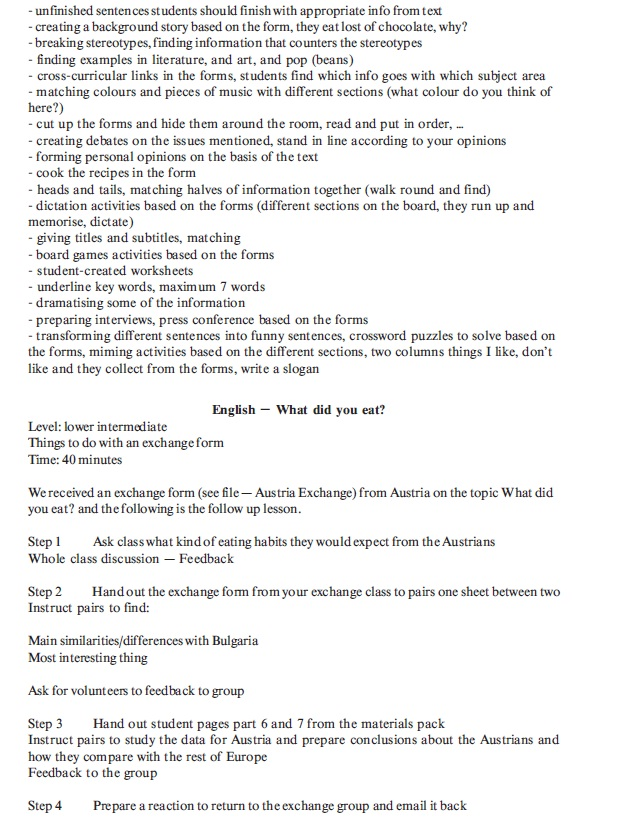 - unfinished sentences students should finish with appropriate info from text
- creating a background story based on the form, they eat lost of chocolate, why?
- breaking stereotypes, finding information that counters the stereotypes
- finding examples in literature, and art, and pop (beans)
- cross-curricular links in the forms, students find which info goes with which subject area
- matching colours and pieces of music with different sections (what colour do you think of
here?)
- cut up the forms and hide them around the room, read and put in order, ...
- creating debates on the issues mentioned, stand in line according to your opinions
- forming personal opinions on the basis of the text
- cook the recipes in the form
- heads and tails, matching halves of information together (walk round and find)
- dictation activities based on the forms (different sections on the board, they run up and
memorise, dictate)
- giving titles and subtitles, matching
- board games activities based on the forms
- student-created worksheets
- underline key words, maximum 7 words
- dramatising some of the information
- preparing interviews, press conference based on the forms
- transforming different sentences into funny sentences, crossword puzzles to solve based on
the forms, miming activities based on the different sections, two columns things I like, don't
like and they collect from the forms, write a slogan
English – What did you eat?
Level: lower intermediate
Things to do with an exchange form
Time: 40 minutes
We received an exchange form (see file – Austria Exchange) from Austria on the topic What did
you eat? and the following is the follow up lesson.
Step 1 Ask class what kind of eating habits they would expect from the Austrians
Whole class discussion – Feedback
Step 2 Hand out the exchange form from your exchange class to pairs one sheet between two
Instruct pairs to find:
Main similarities/differences with Bulgaria
Most interesting thing
Ask for volunteers to feedback to group
Step 3 Hand out student pages part 6 and 7 from the materials pack
Instruct pairs to study the data for Austria and prepare conclusions about the Austrians and
how they compare with the rest of Europe
Feedback to the group
Step 4 Prepare a reaction to return to the exchange group and email it back